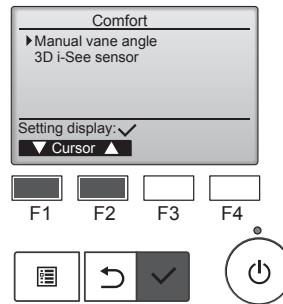 Comfort
Manual vane angle
3D i-See sensor
Setting display:
Cursor
F1 F2 F3 F4